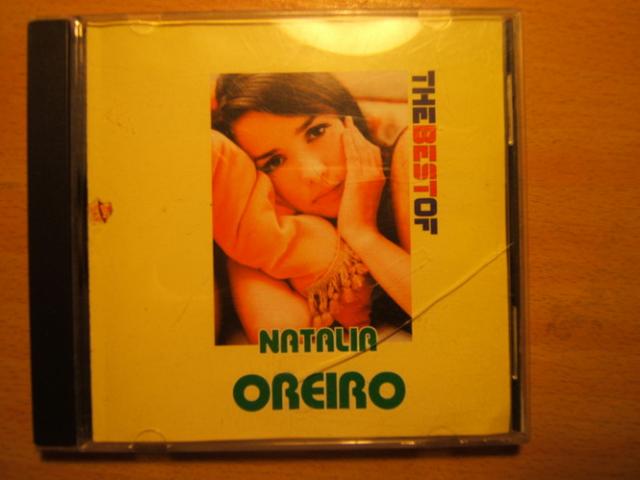 THE BEST OF
NATALIA
OREIRO